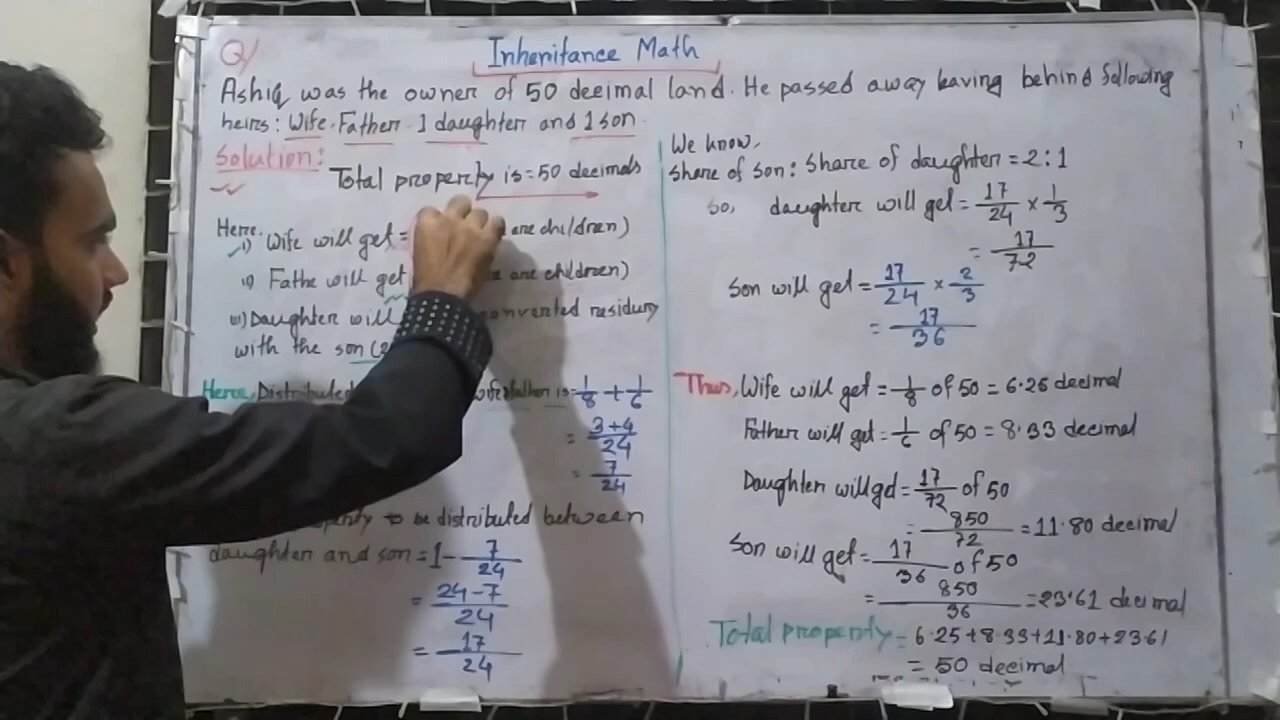 Q/
Inheritance Math
Ashiq was the owner of 50 decimal land. He passed away leaving behind following
heirs: Wife, Father, 1 daughter and 1 son.
Solution:
Total property is = 50 decimals
Here,
i) Wife will get = are children)
ii) Fathe will get are children)
iii) Daughter will converted residury
with the son (2
Here, Distributed wife & father is = 1/8 + 1/6
= 3+4/24
= 7/24
to be distributed between
daughter and son = 1 - 7/24
= 24-7/24
= 17/24
We know,
Share of son : Share of daughter = 2:1
so, daughter will get = 17/24 × 1/3
= 17/72
Son will get = 17/24 × 2/3
= 17/36
Thus, Wife will get = 1/8 of 50 = 6.25 decimal
Father will get = 1/6 of 50 = 8.33 decimal
Daughter will get = 17/72 of 50
= 850/72 = 11.80 decimal
Son will get = 17/36 of 50
= 850/36 = 23.61 decimal
Total property = 6.25+8.33+11.80+23.61
= 50 decimal